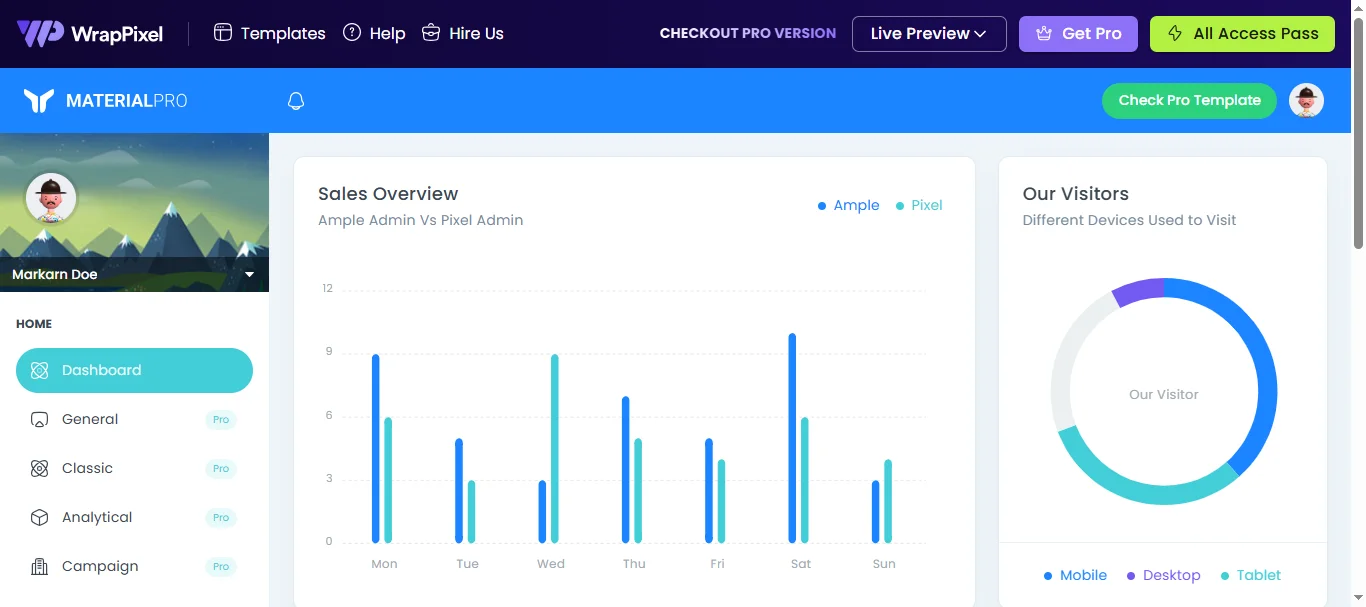 WrapPixel Templates Help Hire Us CHECKOUT PRO VERSION Live Preview Get Pro All Access Pass
MATERIALPRO Check Pro Template
Markarn Doe
HOME
Dashboard
General Pro
Classic Pro
Analytical Pro
Campaign Pro
Sales Overview
Ample Admin Vs Pixel Admin
Ample Pixel
12
9
6
3
0
Mon Tue Wed Thu Fri Sat Sun
Our Visitors
Different Devices Used to Visit
Our Visitor
Mobile Desktop Tablet